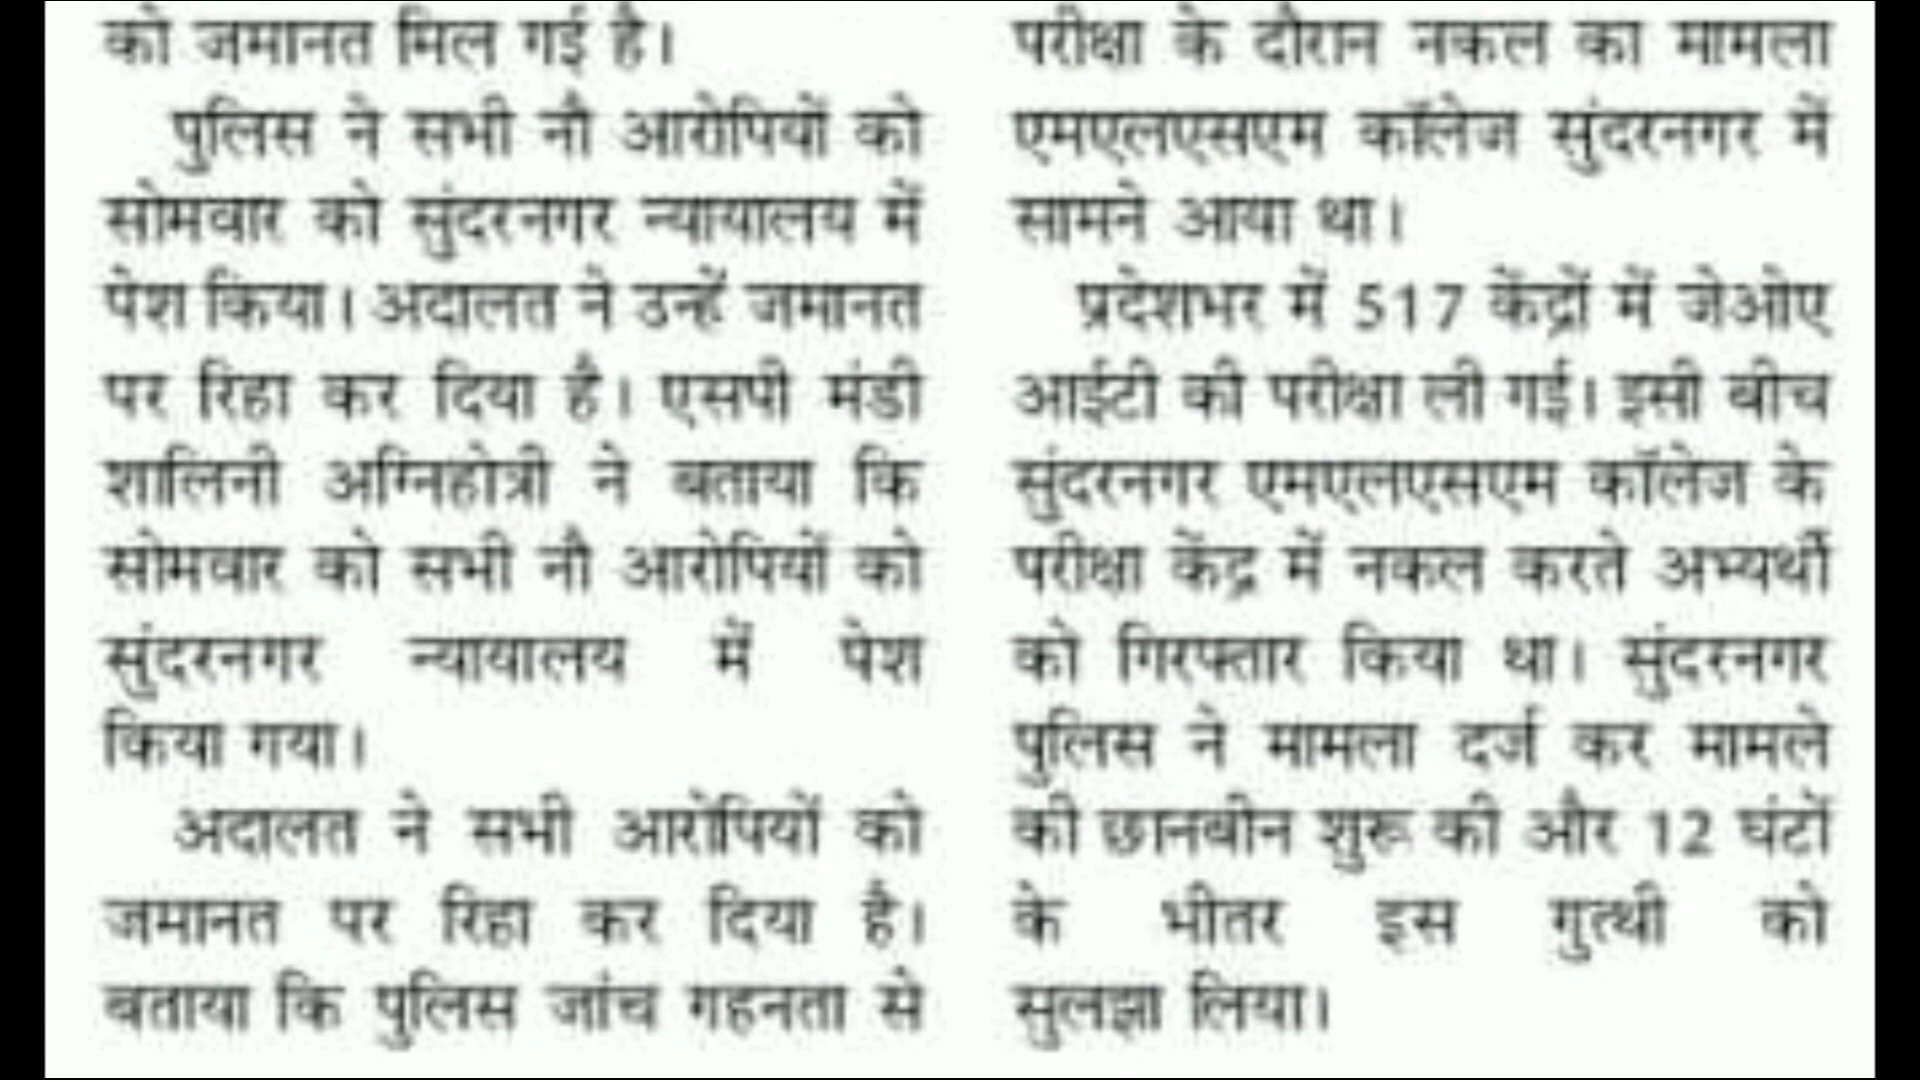 को जमानत मिल गई है।
पुलिस ने सभी नौ आरोपियों को
सोमवार को सुंदरनगर न्यायालय में
पेश किया। अदालत ने उन्हें जमानत
पर रिहा कर दिया है। एसपी मंडी
शालिनी अग्निहोत्री ने बताया कि
सोमवार को सभी नौ आरोपियों को
सुंदरनगर न्यायालय में पेश
किया गया।
अदालत ने सभी आरोपियों को
जमानत पर रिहा कर दिया है।
बताया कि पुलिस जांच गहनता से
परीक्षा के दौरान नकल का मामला
एमएलएसएम कॉलेज सुंदरनगर में
सामने आया था।
प्रदेशभर में 517 केंद्रों में जेओए
आईटी की परीक्षा ली गई। इसी बीच
सुंदरनगर एमएलएसएम कॉलेज के
परीक्षा केंद्र में नकल करते अभ्यर्थी
को गिरफ्तार किया था। सुंदरनगर
पुलिस ने मामला दर्ज कर मामले
की छानबीन शुरू की और 12 घंटों
के भीतर इस गुत्थी को
सुलझा लिया।